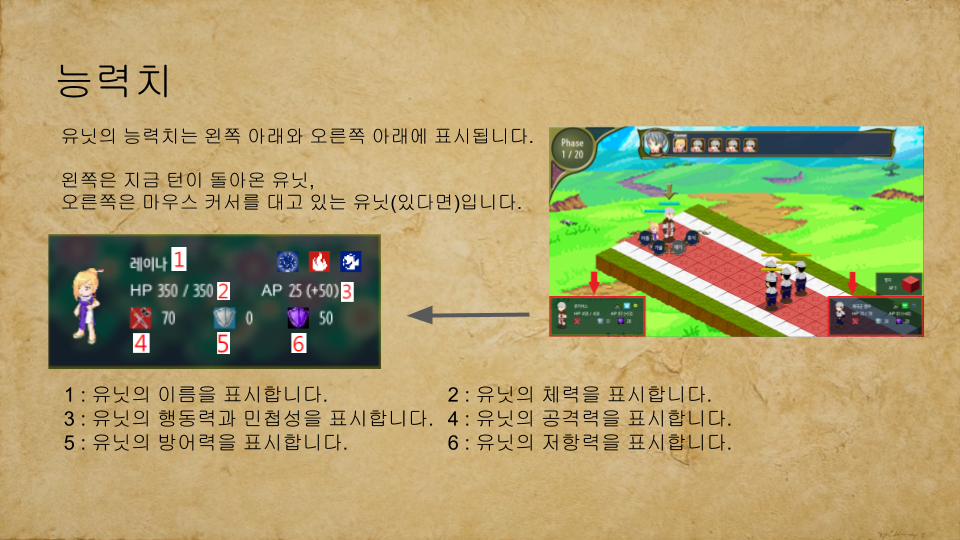 능력치
유닛의 능력치는 왼쪽 아래와 오른쪽 아래에 표시됩니다.
왼쪽은 지금 턴이 돌아온 유닛,
오른쪽은 마우스 커서를 대고 있는 유닛(있다면)입니다.
Phase
1 / 20
레이나 1
HP 350 / 350 2 AP 25 (+50) 3
70 0 50
4 5 6
1 : 유닛의 이름을 표시합니다. 2 : 유닛의 체력을 표시합니다.
3 : 유닛의 행동력과 민첩성을 표시합니다. 4 : 유닛의 공격력을 표시합니다.
5 : 유닛의 방어력을 표시합니다. 6 : 유닛의 저항력을 표시합니다.